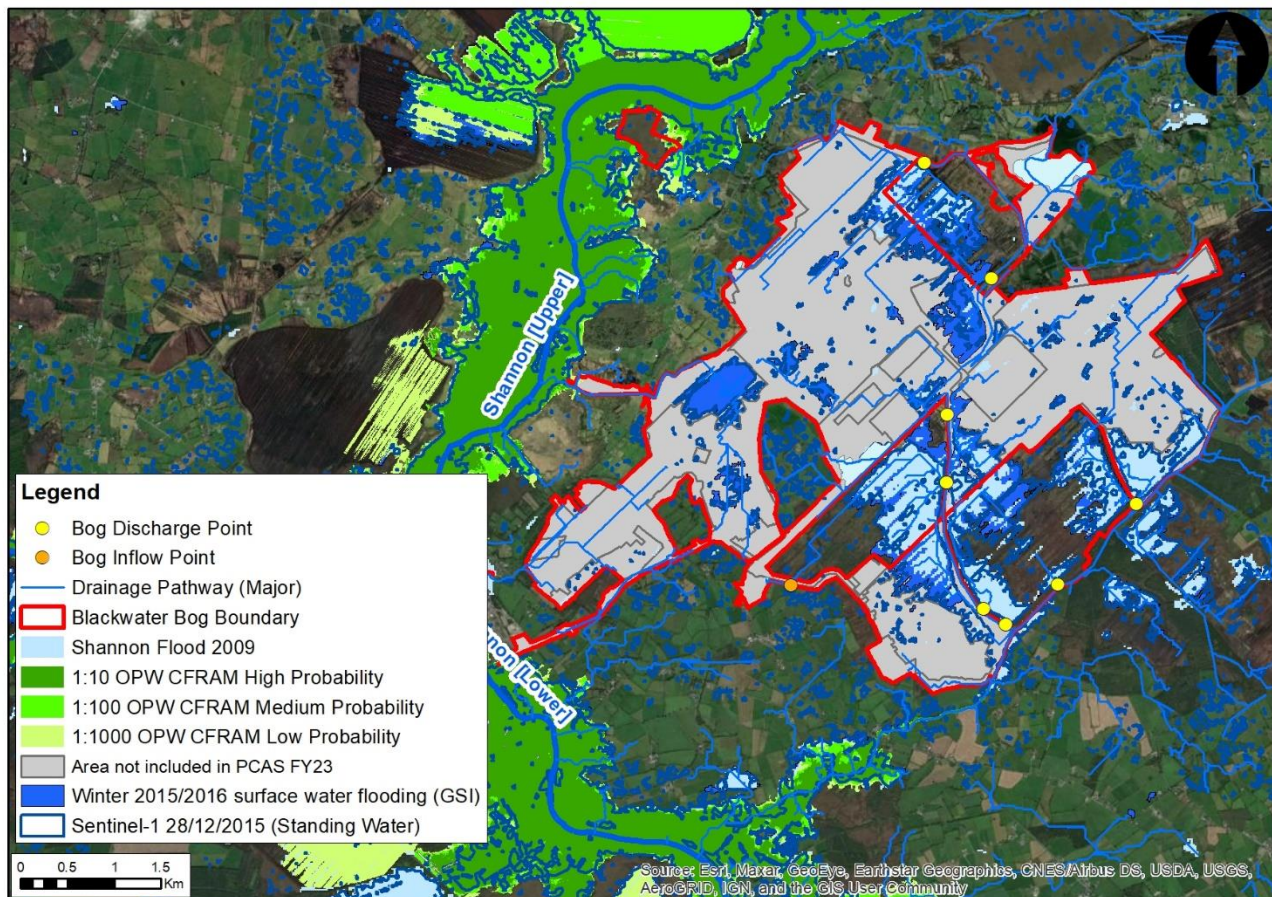 Shannon [Upper]
Legend
Bog Discharge Point
Bog Inflow Point
Drainage Pathway (Major)
Blackwater Bog Boundary
Shannon Flood 2009
1:10 OPW CFRAM High Probability
1:100 OPW CFRAM Medium Probability
1:1000 OPW CFRAM Low Probability
Area not included in PCAS FY23
Winter 2015/2016 surface water flooding (GSI)
Sentinel-1 28/12/2015 (Standing Water)
nnon [Lower]
0 0.5 1 1.5
Km
Source: Esri, Maxar, GeoEye, Earthstar Geographics, CNES/Airbus DS, USDA, USGS,
AeroGRID, IGN, and the GIS User Community